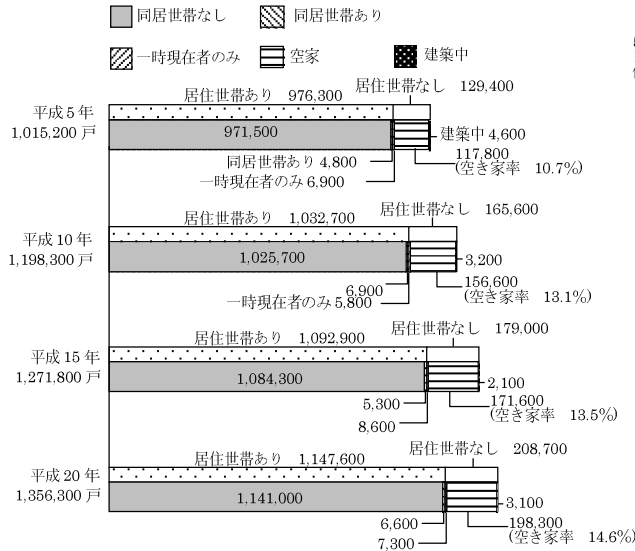 同居世帯なし 同居世帯あり
一時現在者のみ 空家 建築中
居住世帯あり 976,300 居住世帯なし 129,400
平成5年
1,015,200戸
971,500
建築中4,600
同居世帯あり4,800
117,800
(空き家率 10.7%)
一時現在者のみ6,900
居住世帯あり 1,032,700 居住世帯なし 165,600
平成10年
1,198,300戸
1,025,700
3,200
6,900
156,600
(空き家率 13.1%)
一時現在者のみ5,800
居住世帯あり 1,092,900 居住世帯なし 179,000
平成15年
1,271,800戸
1,084,300
2,100
5,300
171,600
(空き家率 13.5%)
8,600
居住世帯あり 1,147,600 居住世帯なし 208,700
平成20年
1,356,300戸
1,141,000
3,100
6,600
198,300
(空き家率 14.6%)
7,300